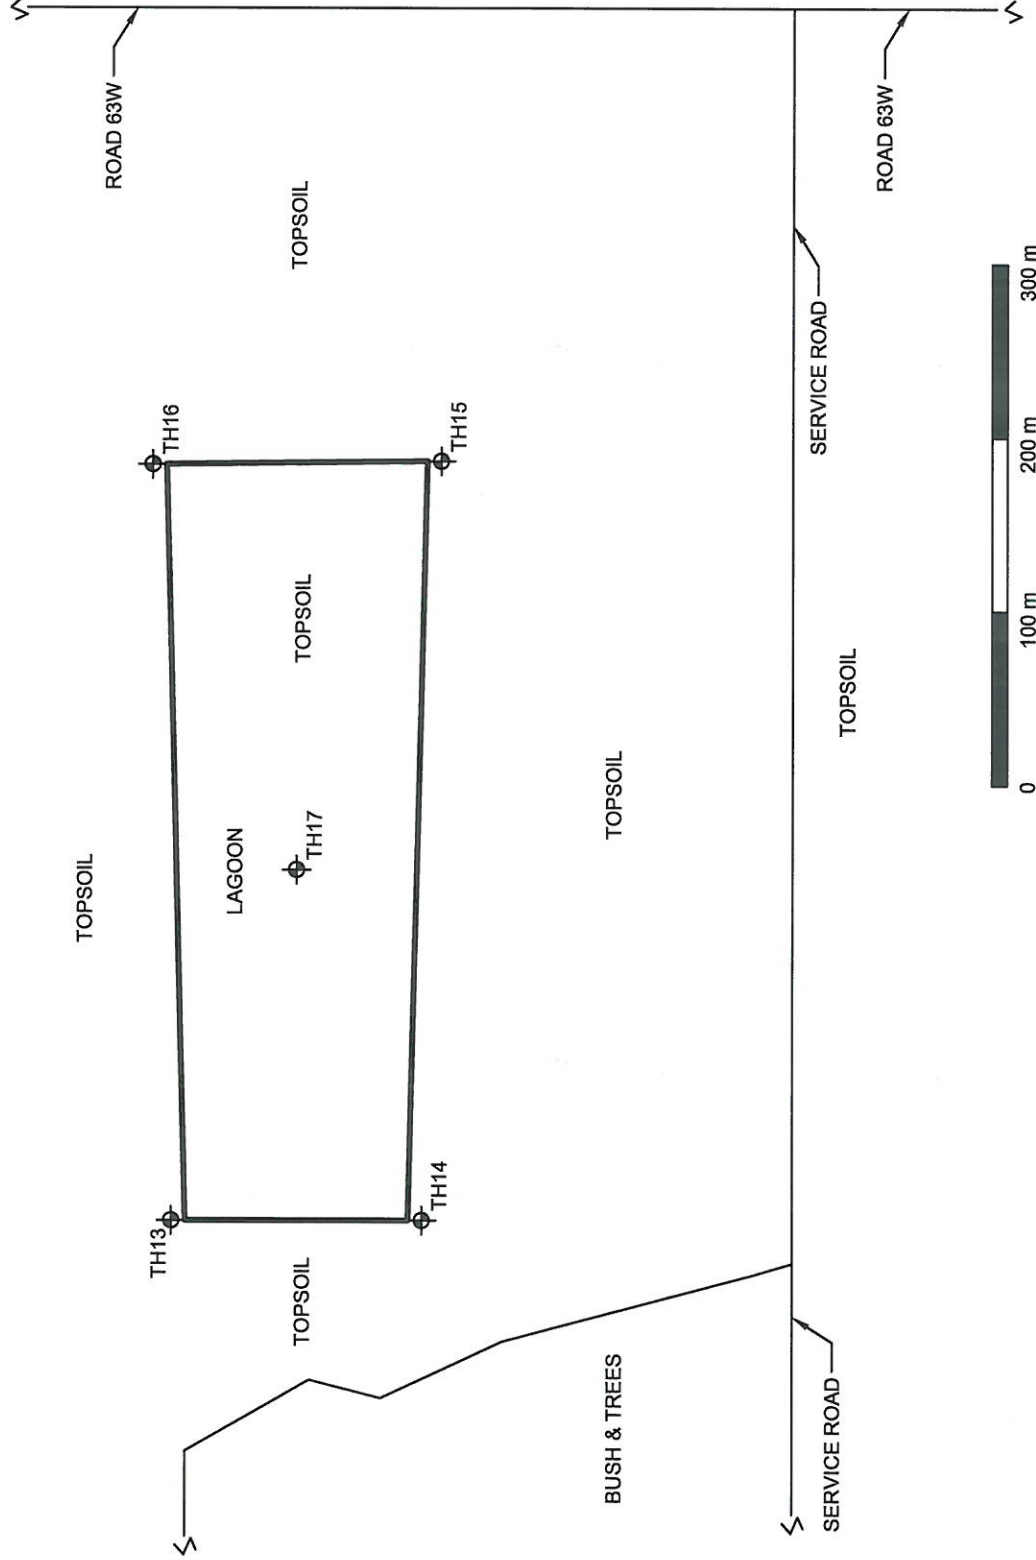 ROAD 63W
ROAD 63W
TOPSOIL
SERVICE ROAD
TH16
TH15
TOPSOIL
TOPSOIL
LAGOON
TH17
TOPSOIL
TOPSOIL
TH13
TH14
TOPSOIL
BUSH & TREES
SERVICE ROAD
0
100 m
200 m
300 m